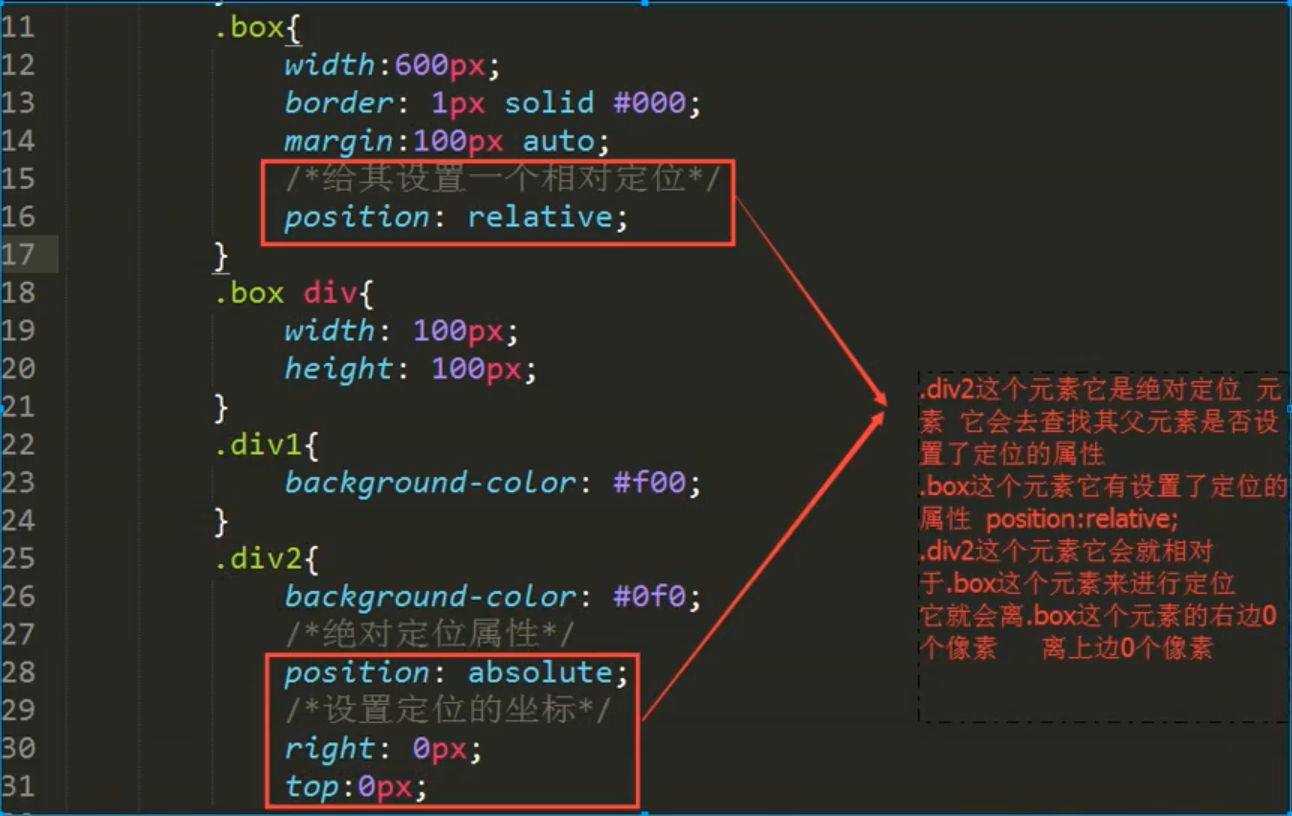 11 .box{
12 width:600px;
13 border: 1px solid #000;
14 margin:100px auto;
15 /*给其设置一个相对定位*/
16 position: relative;
17 }
18 .box div{
19 width: 100px;
20 height: 100px;
21 }
22 .div1{
23 background-color: #f00;
24 }
25 .div2{
26 background-color: #0f0;
27 /*绝对定位属性*/
28 position: absolute;
29 /*设置定位的坐标*/
30 right: 0px;
31 top:0px;
.div2这个元素它是绝对定位 元
素 它会去查找其父元素是否设
置了定位的属性
.box这个元素它有设置了定位的
属性 position:relative;
.div2这个元素它会就相对
于.box这个元素来进行定位
它就会离.box这个元素的右边0
个像素 离上边0个像素